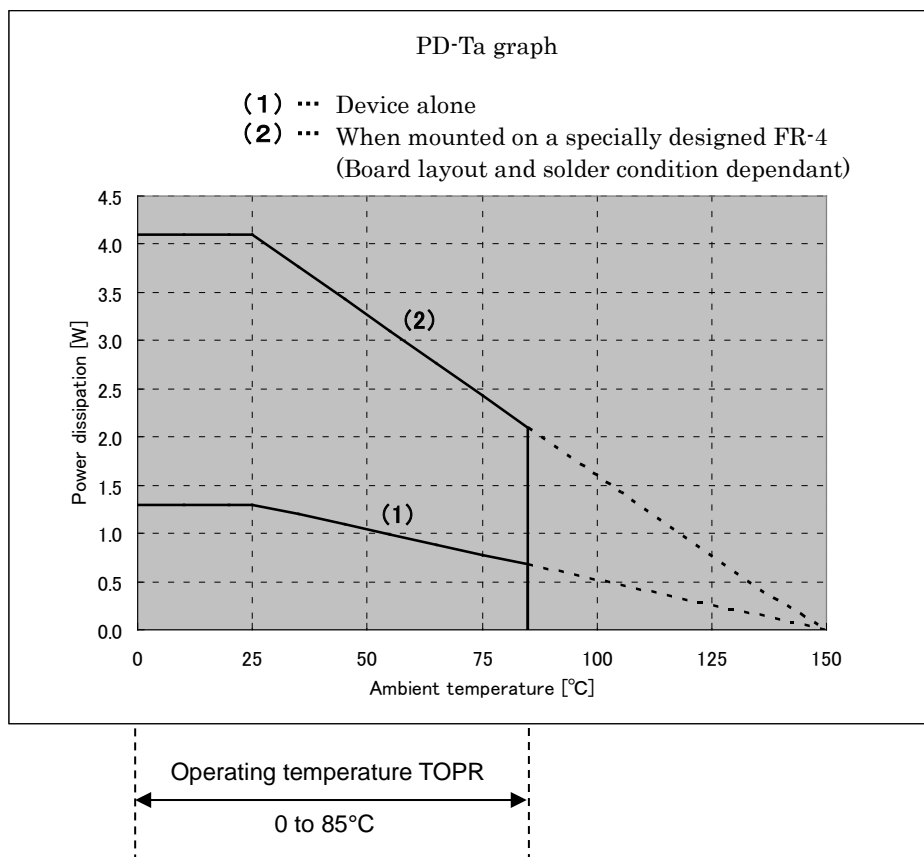 PD-Ta graph
(1) ··· Device alone
(2) ··· When mounted on a specially designed FR-4
(Board layout and solder condition dependant)
4.5
4.0
3.5
3.0
2.5
2.0
1.5
1.0
0.5
0.0
Power dissipation [W]
(2)
(1)
0 25 50 75 100 125 150
Ambient temperature [℃]
Operating temperature TOPR
0 to 85°C